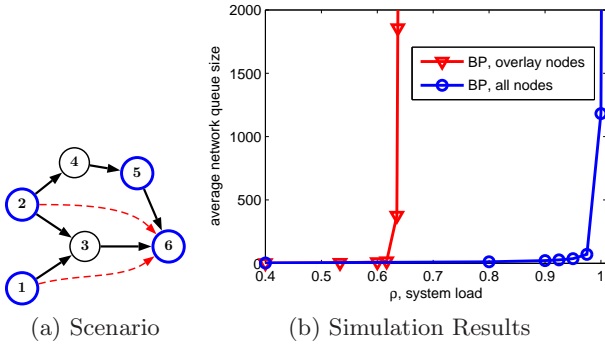 4
5
2
3
6
1
(a) Scenario
2000
1500
1000
500
0
average network queue size
BP, overlay nodes
BP, all nodes
0.4 0.5 0.6 0.7 0.8 0.9 1
ρ, system load
(b) Simulation Results